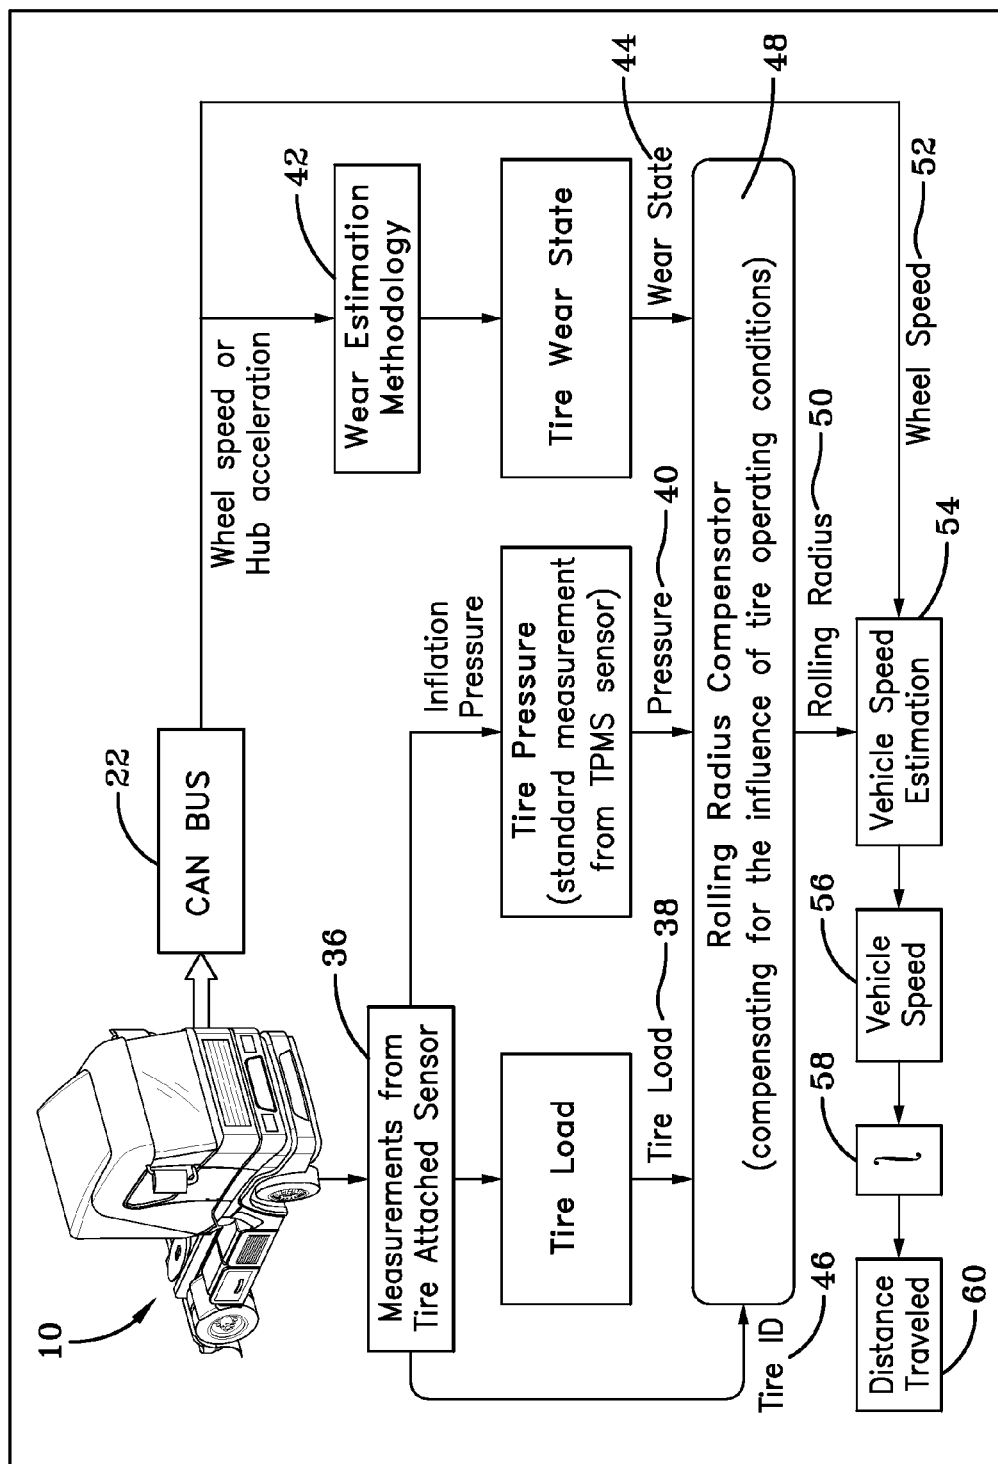 10
22
CAN BUS
36
Measurements from
Tire Attached Sensor
Wheel speed or
Hub acceleration
42
Wear Estimation
Methodology
Inflation
Pressure
Tire Load
Tire Pressure
(standard measurement
from TPMS sensor)
Tire Wear State
Tire Load 38
Pressure 40
Wear State 44
Tire ID
46
Rolling Radius Compensator
(compensating for the influence of tire operating conditions)
48
Rolling Radius 50
Wheel Speed 52
Distance
Traveled
60
58
∫
Vehicle
Speed
56
Vehicle Speed
Estimation
54